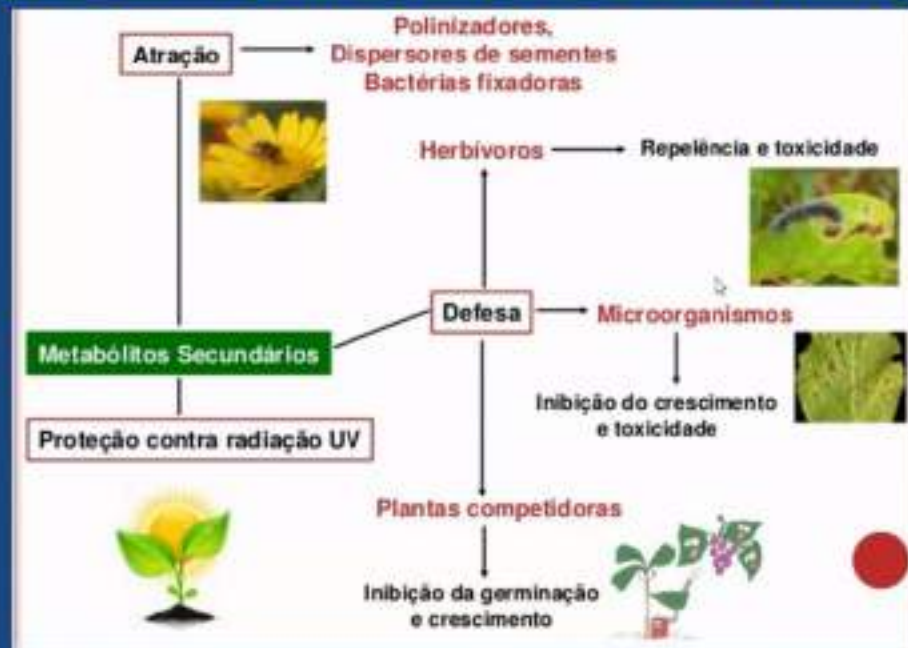 Atração
Polinizadores,
Dispersores de sementes
Bactérias fixadoras
Herbívoros
Repelência e toxicidade
Defesa
Microorganismos
Metabólitos Secundários
Inibição do crescimento
e toxicidade
Proteção contra radiação UV
Plantas competidoras
Inibição da germinação
e crescimento